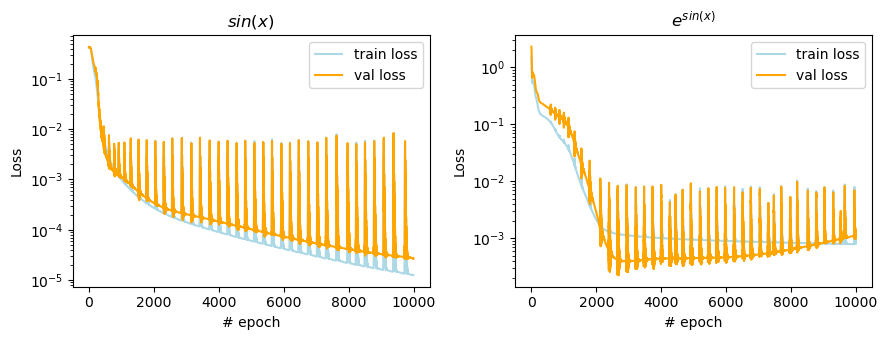 sin(x)
10⁻¹
10⁻²
10⁻³
10⁻⁴
10⁻⁵
Loss
train loss
val loss
0 2000 4000 6000 8000 10000
# epoch
e^{sin(x)}
10⁰
10⁻¹
10⁻²
10⁻³
Loss
train loss
val loss
0 2000 4000 6000 8000 10000
# epoch